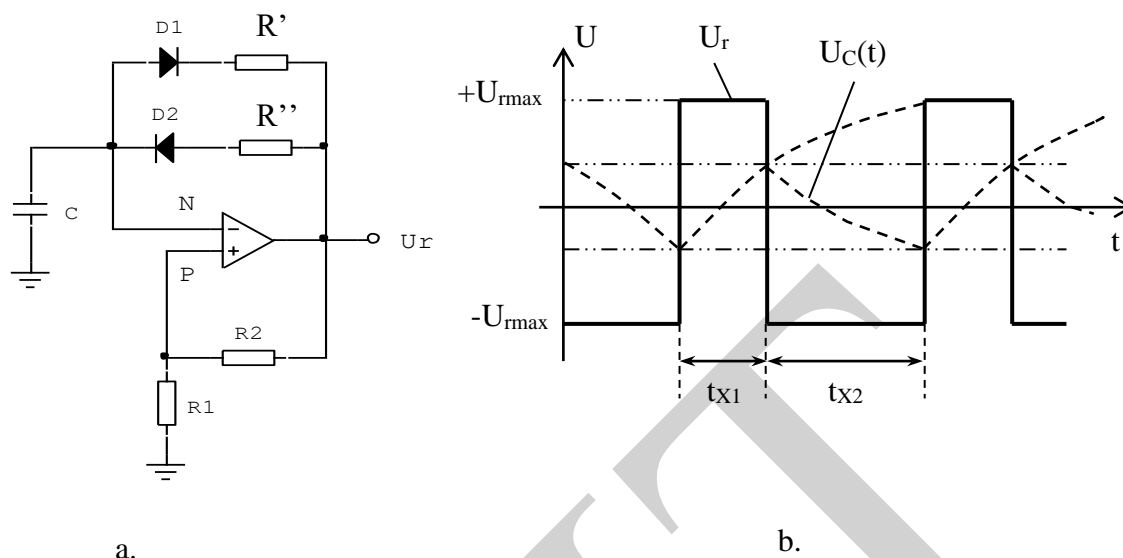 D1
R'
D2
R''
C
N
P
Ur
R2
R1
a.
U
Ur
UC(t)
+Urmax
-Urmax
t
tX1
tX2
b.